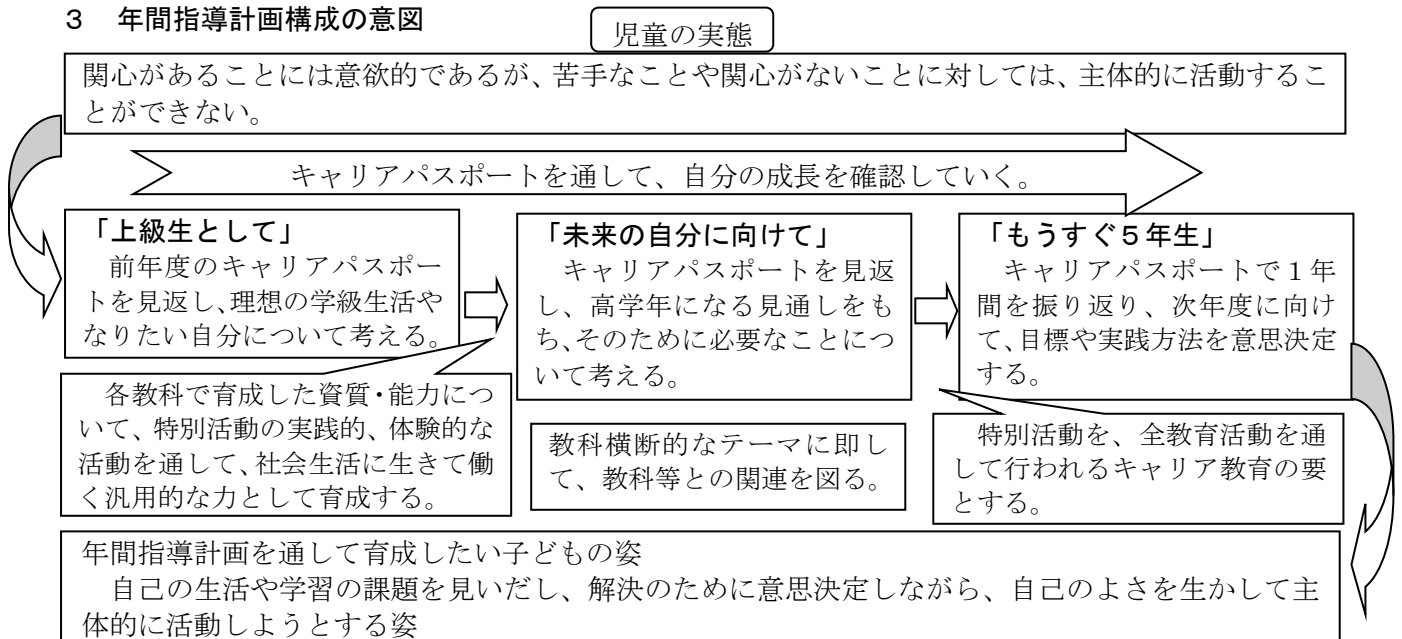 ３　年間指導計画構成の意図
児童の実態
関心があることには意欲的であるが、苦手なことや関心がないことに対しては、主体的に活動するこ
とができない。
キャリアパスポートを通して、自分の成長を確認していく。
「上級生として」
前年度のキャリアパスポー
トを見返し、理想の学級生活や
なりたい自分について考える。
「未来の自分に向けて」
キャリアパスポートを見返
し、高学年になる見通しをも
ち、そのために必要なことにつ
いて考える。
「もうすぐ５年生」
キャリアパスポートで１年
間を振り返り、次年度に向け
て、目標や実践方法を意思決定
する。
各教科で育成した資質・能力につ
いて、特別活動の実践的、体験的な
活動を通して、社会生活に生きて働
く汎用的な力として育成する。
教科横断的なテーマに即し
て、教科等との関連を図る。
特別活動を、全教育活動を通
して行われるキャリア教育の要
とする。
年間指導計画を通して育成したい子どもの姿
自己の生活や学習の課題を見いだし、解決のために意思決定しながら、自己のよさを生かして主
体的に活動しようとする姿